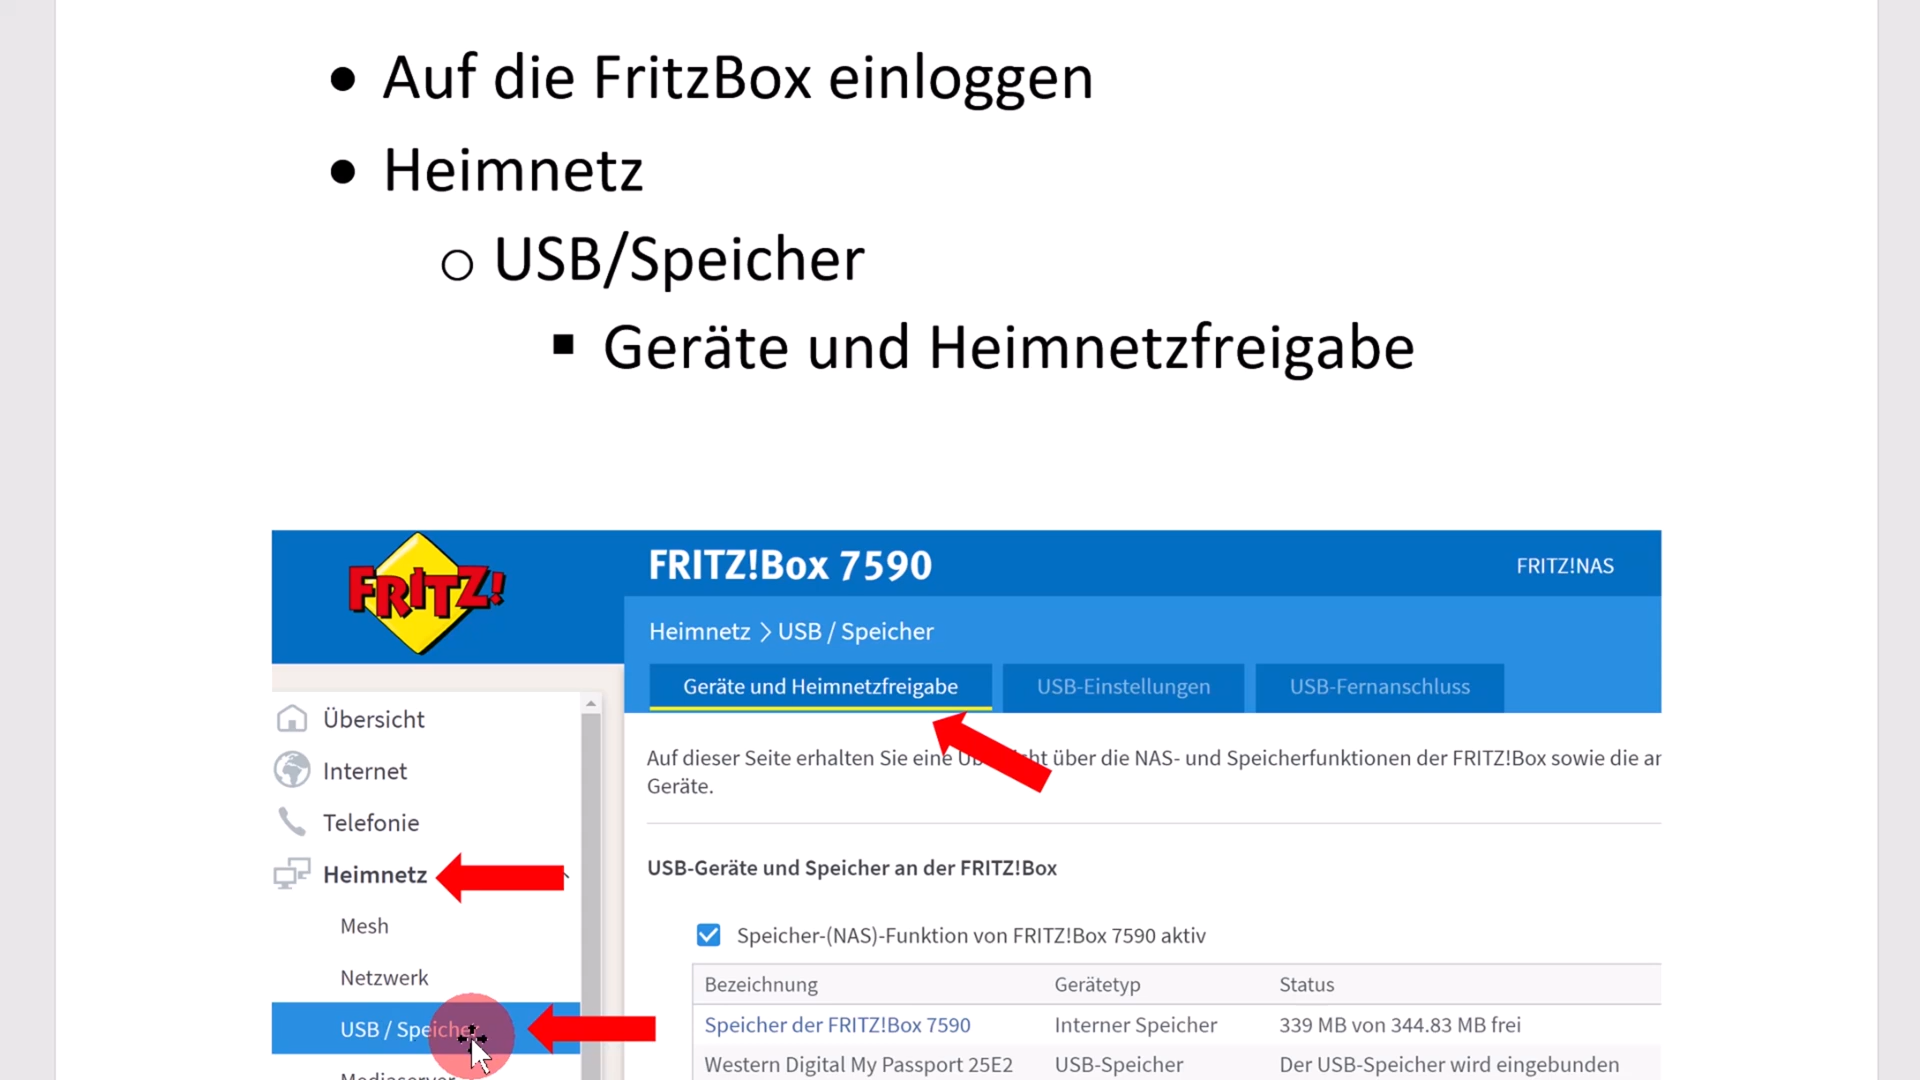 • Auf die FritzBox einloggen
• Heimnetz
○ USB/Speicher
▪ Geräte und Heimnetzfreigabe
FRITZ!
FRITZ!Box 7590
FRITZ!NAS
Heimnetz > USB / Speicher
Geräte und Heimnetzfreigabe USB-Einstellungen USB-Fernanschluss
Übersicht
Internet
Telefonie
Heimnetz
Mesh
Netzwerk
USB / Speicher
Mediaserver
Auf dieser Seite erhalten Sie eine über die NAS- und Speicherfunktionen der FRITZ!Box sowie die
Geräte.
USB-Geräte und Speicher an der FRITZ!Box
Speicher-(NAS)-Funktion von FRITZ!Box 7590 aktiv
Bezeichnung Gerätetyp Status
Speicher der FRITZ!Box 7590 Interner Speicher 339 MB von 344.83 MB frei
Western Digital My Passport 25E2 USB-Speicher Der USB-Speicher wird eingebunden